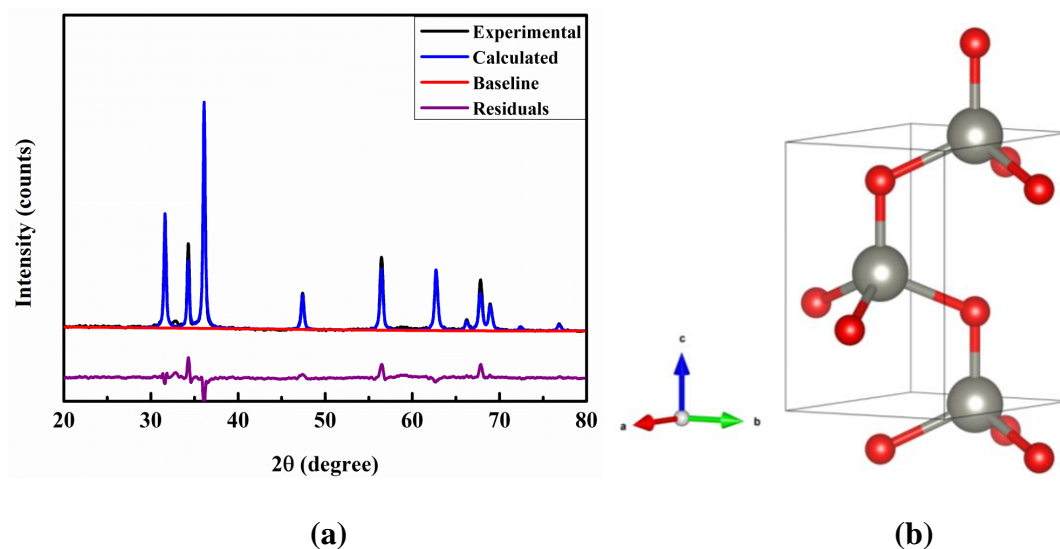 Experimental
Calculated
Baseline
Residuals
Intensity (counts)
20 30 40 50 60 70 80
2θ (degree)
c
a
b
(a)
(b)